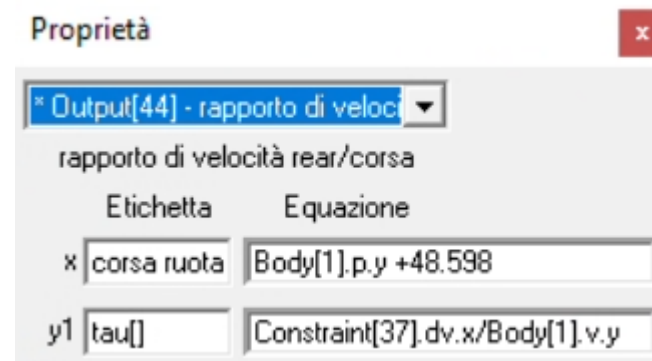 Proprietà
x
* Output[44] - rapporto di veloci
rapporto di velocità rear/corsa
Etichetta Equazione
x corsa ruota Body[1].p.y +48.598
y1 tau[] Constraint[37].dv.x/Body[1].v.y